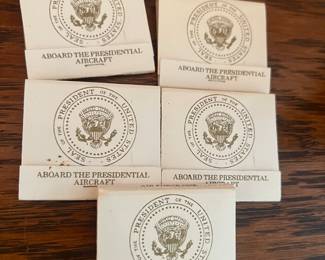 SEAL OF THE PRESIDENT OF THE UNITED STATES
ABOARD THE PRESIDENTIAL
AIRCRAFT
SEAL OF THE PRESIDENT OF THE UNITED STATES
ABOARD THE PRESIDENTIAL
AIRCRAFT
SEAL OF THE PRESIDENT OF THE UNITED STATES
ABOARD THE PRESIDENTIAL
AIRCRAFT
SEAL OF THE PRESIDENT OF THE UNITED STATES
ABOARD THE PRESIDENTIAL
AIRCRAFT
PRESIDENT OF THE UNITED